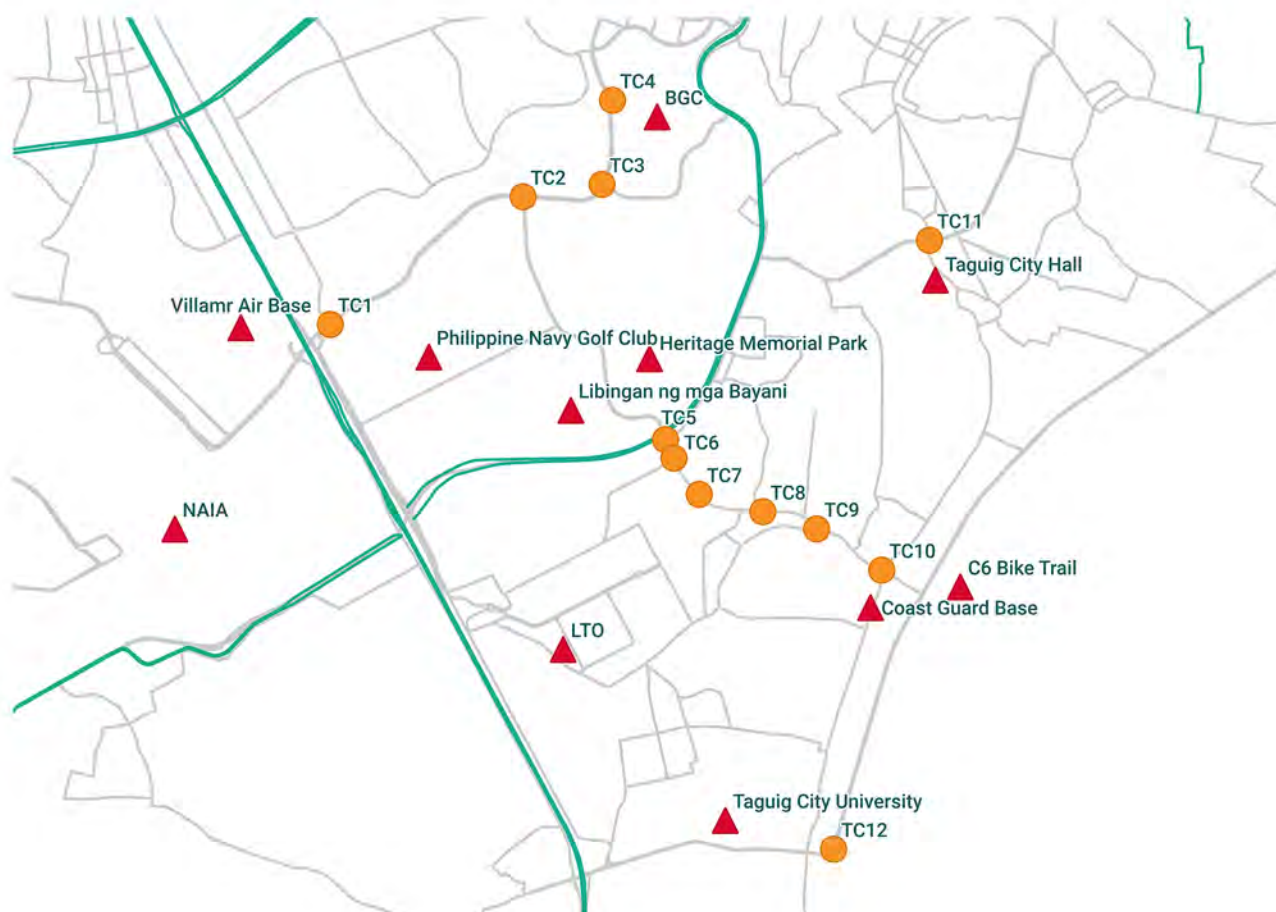 TC4
BGC
TC3
TC2
TC11
Taguig City Hall
Villamr Air Base
TC1
Philippine Navy Golf Club
Heritage Memorial Park
Libingan ng mga Bayani
TC5
TC6
TC7
TC8
NAIA
TC9
TC10
C6 Bike Trail
Coast Guard Base
LTO
Taguig City University
TC12